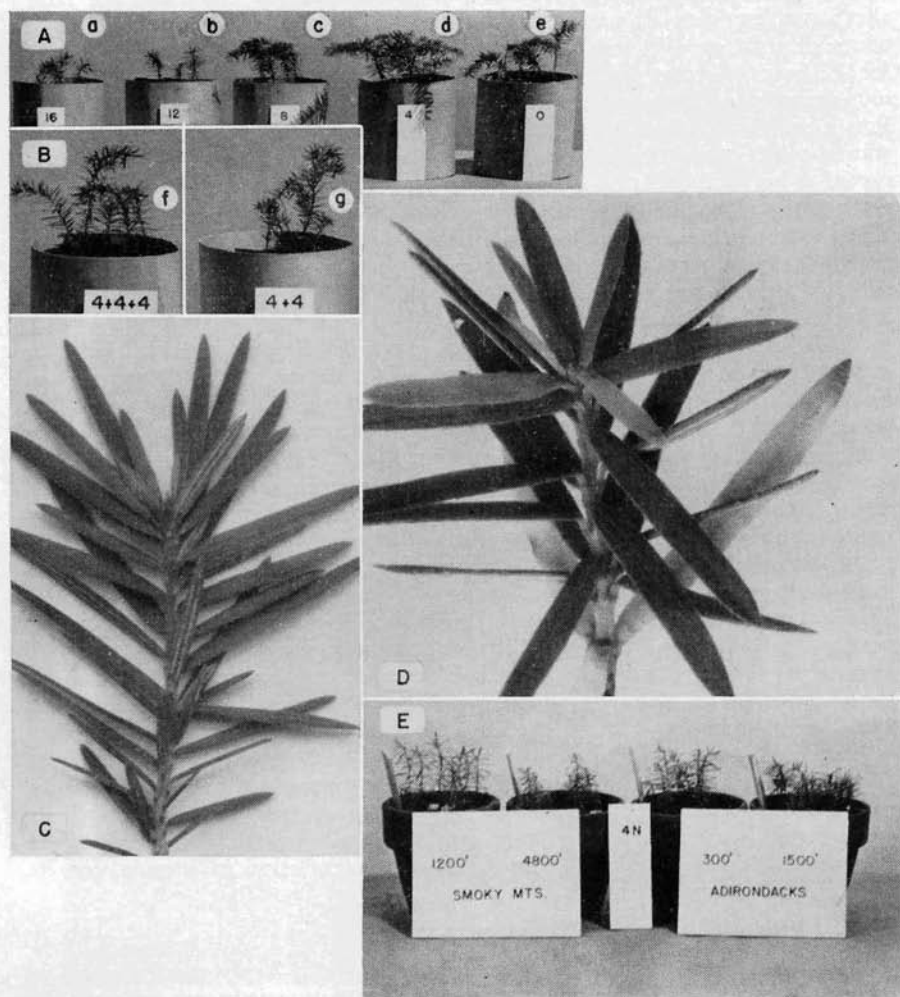 A a b c d e
16 12 8 4 0
B f g
4+4+4 4+4
C
D
E
1200' 4800' 4N 300' 1500'
SMOKY MTS. ADIRONDACKS